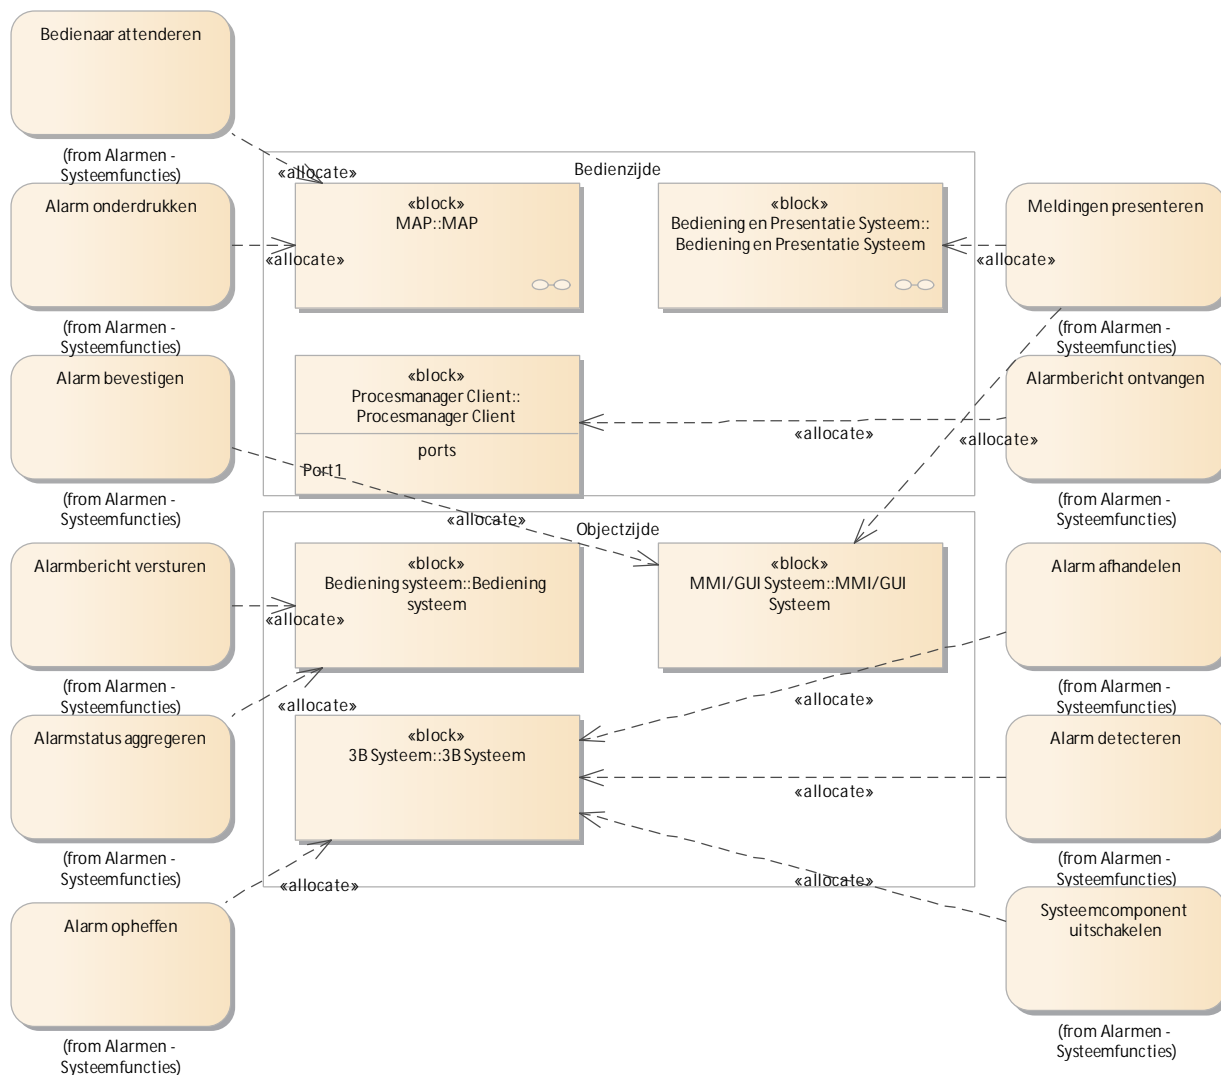 Bedienaar attenderen
(from Alarmen -
Systeemfuncties)
Alarm onderdrukken
(from Alarmen -
Systeemfuncties)
Alarm bevestigen
(from Alarmen -
Systeemfuncties)
Alarmbericht versturen
(from Alarmen -
Systeemfuncties)
Alarmstatus aggregeren
(from Alarmen -
Systeemfuncties)
Alarm opheffen
(from Alarmen -
Systeemfuncties)
Bedienzijde
«allocate»
«block»
MAP::MAP
«allocate»
«block»
Bediening en Presentatie Systeem::
Bediening en Presentatie Systeem
«allocate»
«block»
Procesmanager Client::
Procesmanager Client
ports
Port1
«allocate»
«allocate»
«allocate»
Objectzijde
«block»
Bediening systeem::Bediening
systeem
«allocate»
«allocate»
«block»
MMI/GUI Systeem::MMI/GUI
Systeem
«allocate»
«block»
3B Systeem::3B Systeem
«allocate»
«allocate»
«allocate»
Meldingen presenteren
(from Alarmen -
Systeemfuncties)
Alarmbericht ontvangen
(from Alarmen -
Systeemfuncties)
Alarm afhandelen
(from Alarmen -
Systeemfuncties)
Alarm detecteren
(from Alarmen -
Systeemfuncties)
Systeemcomponent
uitschakelen
(from Alarmen -
Systeemfuncties)